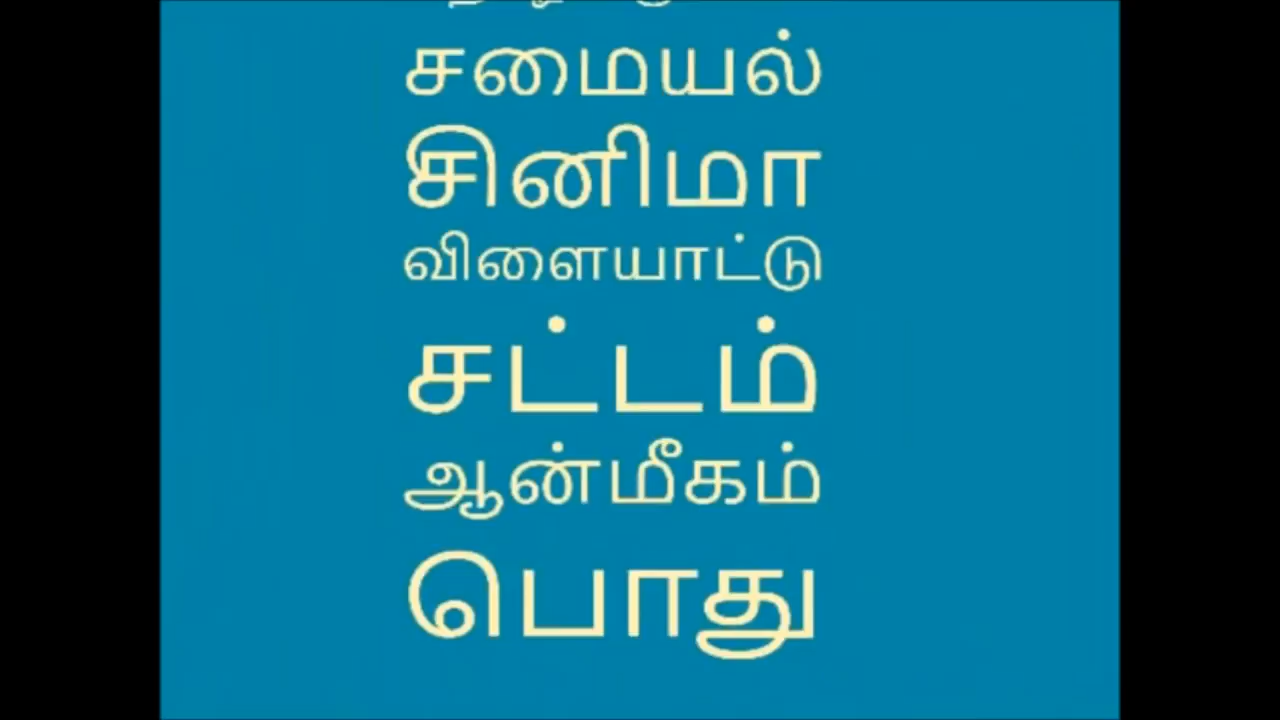 சமையல்
சினிமா
விளையாட்டு
சட்டம்
ஆன்மீகம்
பொது